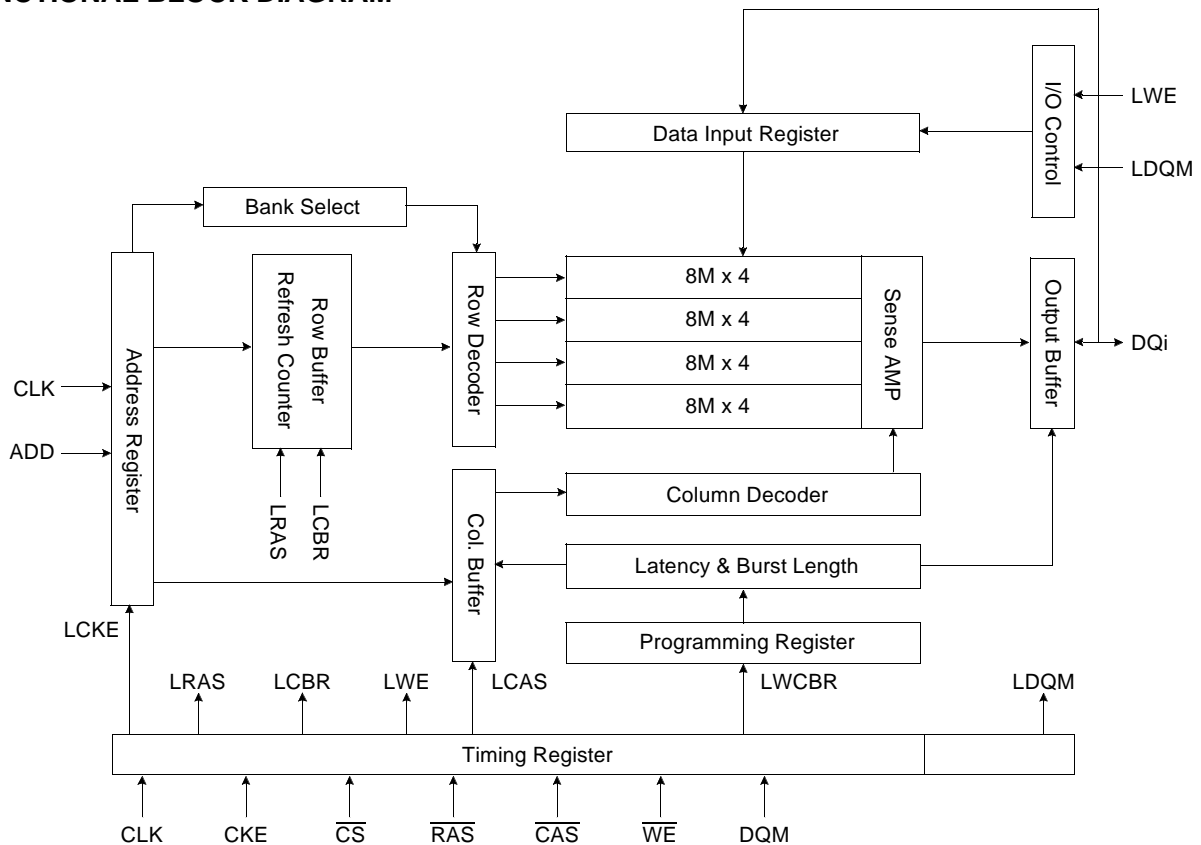 LWE
I/O Control
Data Input Register
LDQM
Bank Select
8M x 4
8M x 4
8M x 4
8M x 4
Sense AMP
Output Buffer
DQi
Row Buffer
Refresh Counter
Row Decoder
Address Register
CLK
ADD
LRAS
LCBR
Col. Buffer
Column Decoder
Latency & Burst Length
Programming Register
LCKE
LRAS
LCBR
LWE
LCAS
LWCBR
LDQM
Timing Register
CLK
CKE
CS
RAS
CAS
WE
DQM